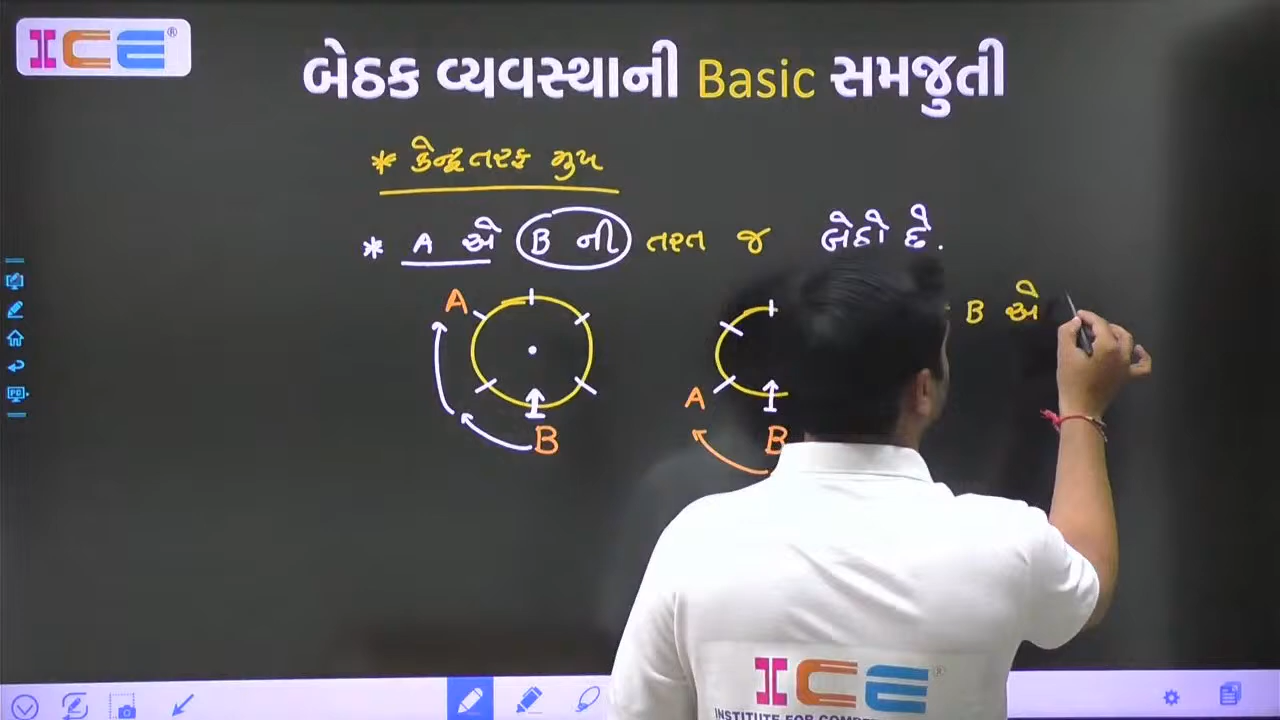 ICE®
બેઠક વ્યવસ્થાની Basic સમજુતી
* કેન્દ્રતરફ મુખ
* A એ B ની તરત જ બેઠો છે.
A
B
A
B
B એ
ICE®